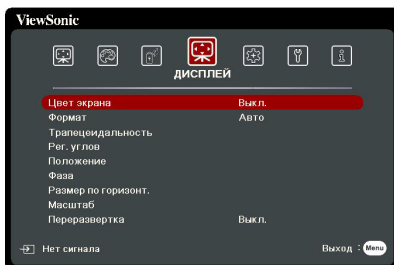 ViewSonic
ДИСПЛЕЙ
Цвет экрана Выкл.
Формат Авто
Трапецеидальность
Рег. углов
Положение
Фаза
Размер по горизонт.
Масштаб
Переразвертка Выкл.
Нет сигнала Выход : Menu